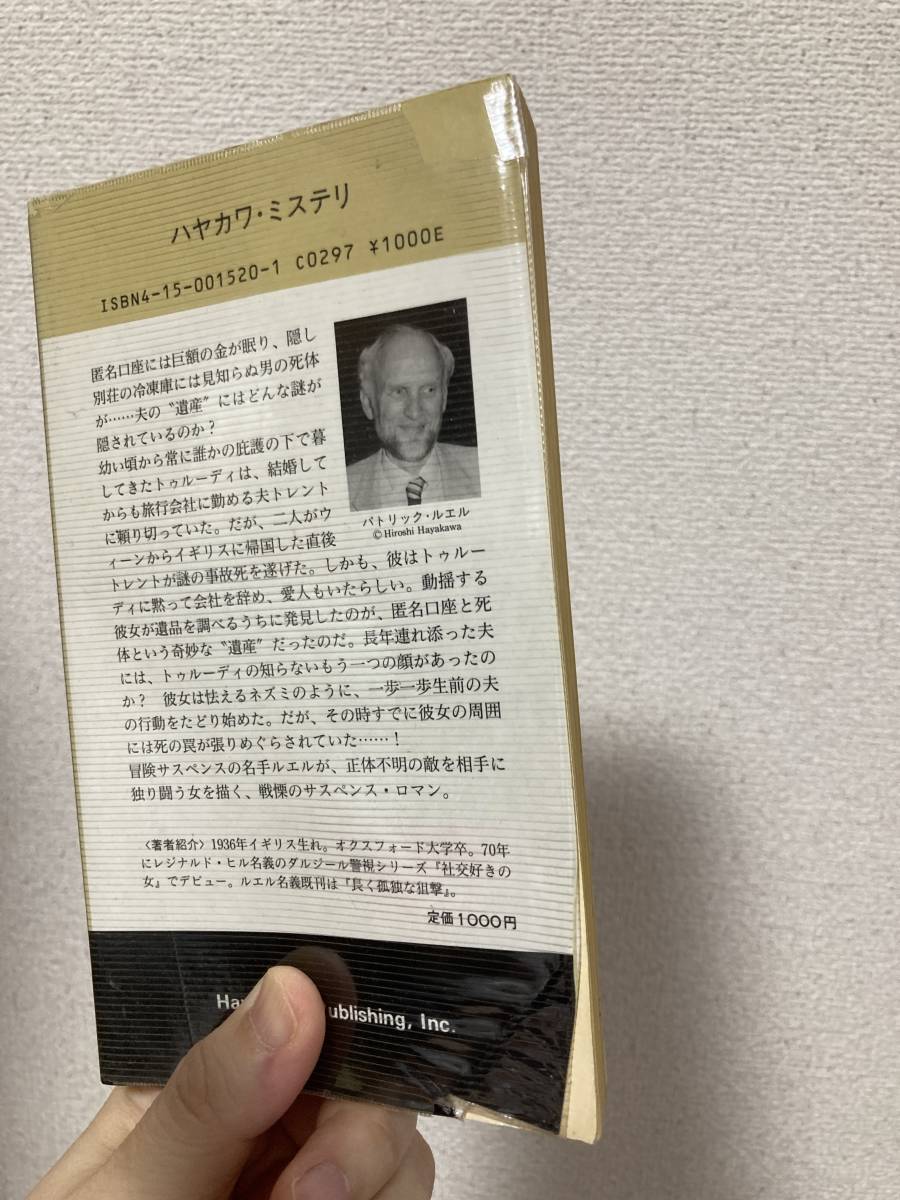 ハヤカワ・ミステリ
ISBN4-15-001520-1 C0297 ¥1000E
匿名口座には巨額の金が眠り、隠し
別荘の冷凍庫には見知らぬ男の死体
が……夫の〝遺産〟にはどんな謎が
隠されているのか?
幼い頃から常に誰かの庇護の下で暮
してきたトゥルーディは、結婚して
からも旅行会社に勤める夫トレント
に頼り切っていた。だが、二人がウ
ィーンからイギリスに帰国した直後
トレントが謎の事故死を遂げた。しかも、彼はトゥルー
ディに黙って会社を辞め、愛人もいたらしい。動揺する
彼女が遺品を調べるうちに発見したのが、匿名口座と死
体という奇妙な〝遺産〟だったのだ。長年連れ添った夫
には、トゥルーディの知らないもう一つの顔があったの
か? 彼女は怯えるネズミのように、一歩一歩生前の夫
の行動をたどり始めた。だが、その時すでに彼女の周囲
には死の罠が張りめぐらされていた……!
冒険サスペンスの名手ルエルが、正体不明の敵を相手に
独り闘う女を描く、戦慄のサスペンス・ロマン。
パトリック・ルエル
©Hiroshi Hayakawa
〈著者紹介〉1936年イギリス生れ。オクスフォード大学卒。70年
にレジナルド・ヒル名義のダルジール警視シリーズ『社交好きの
女』でデビュー。ルエル名義既刊は『長く孤独な狙撃』。
定価1000円
Inc.